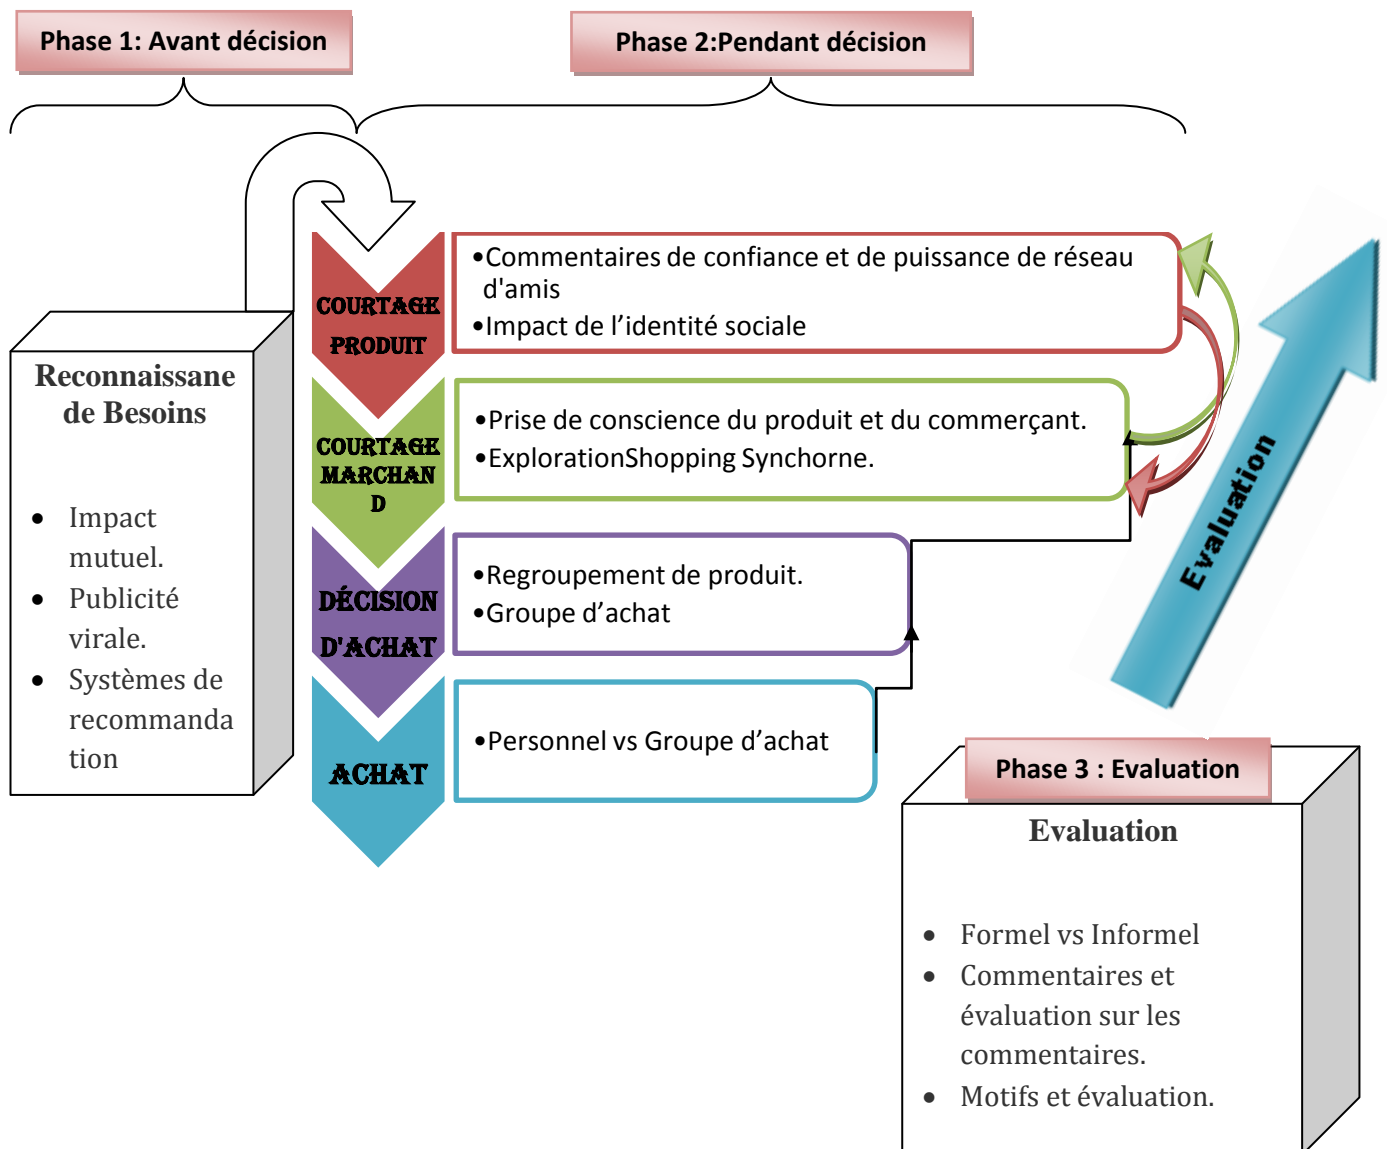 Phase 1: Avant décision
Phase 2:Pendant décision
Reconnaissane
de Besoins
• Impact
mutuel.
• Publicité
virale.
• Systèmes de
recommanda
tion
COURTAGE
PRODUIT
•Commentaires de confiance et de puissance de réseau
d'amis
•Impact de l’identité sociale
COURTAGE
MARCHAN
D
•Prise de conscience du produit et du commerçant.
•ExplorationShopping Synchorne.
DÉCISION
D'ACHAT
•Regroupement de produit.
•Groupe d’achat
ACHAT
•Personnel vs Groupe d’achat
Evaluation
Phase 3 : Evaluation
Evaluation
• Formel vs Informel
• Commentaires et
évaluation sur les
commentaires.
• Motifs et évaluation.